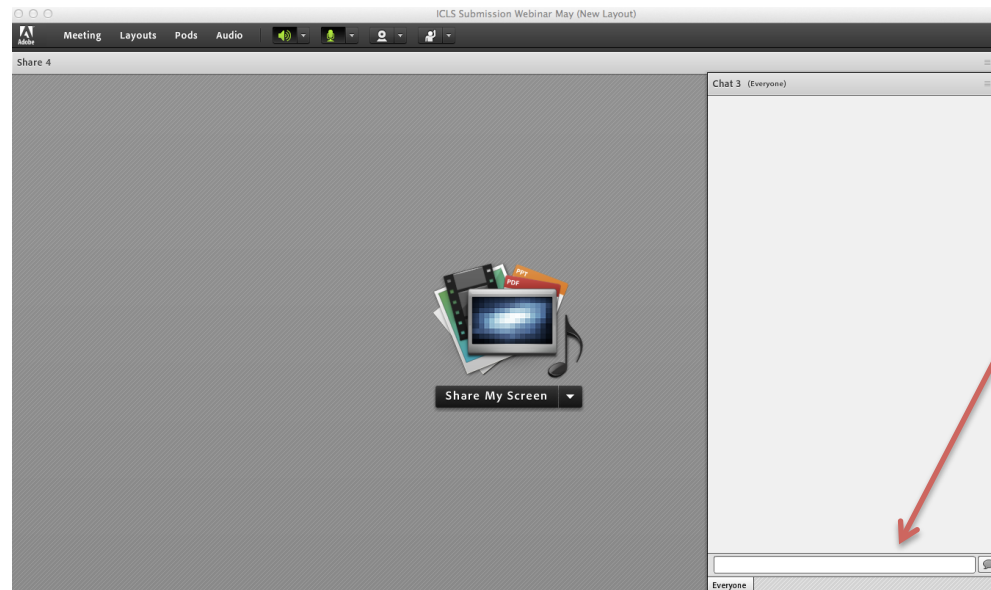 ICLS Submission Webinar May (New Layout)
Adobe
Meeting Layouts Pods Audio
Share 4
Chat 3 (Everyone)
PPT
PDF
Share My Screen
Everyone